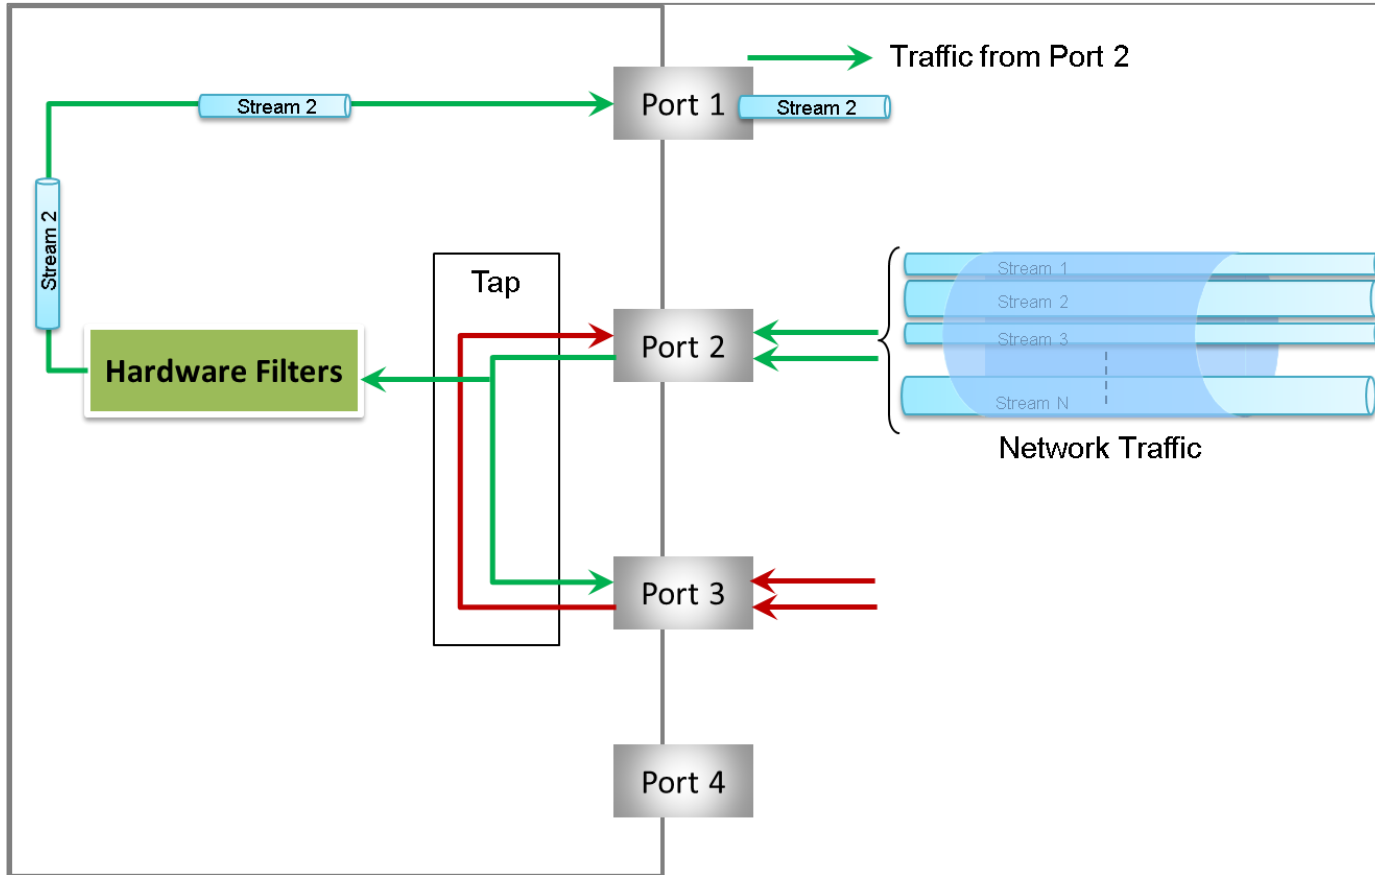 Traffic from Port 2
Stream 2
Port 1
Stream 2
Stream 2
Tap
Stream 1
Stream 2
Port 2
Stream 3
Hardware Filters
Stream N
Network Traffic
Port 3
Port 4